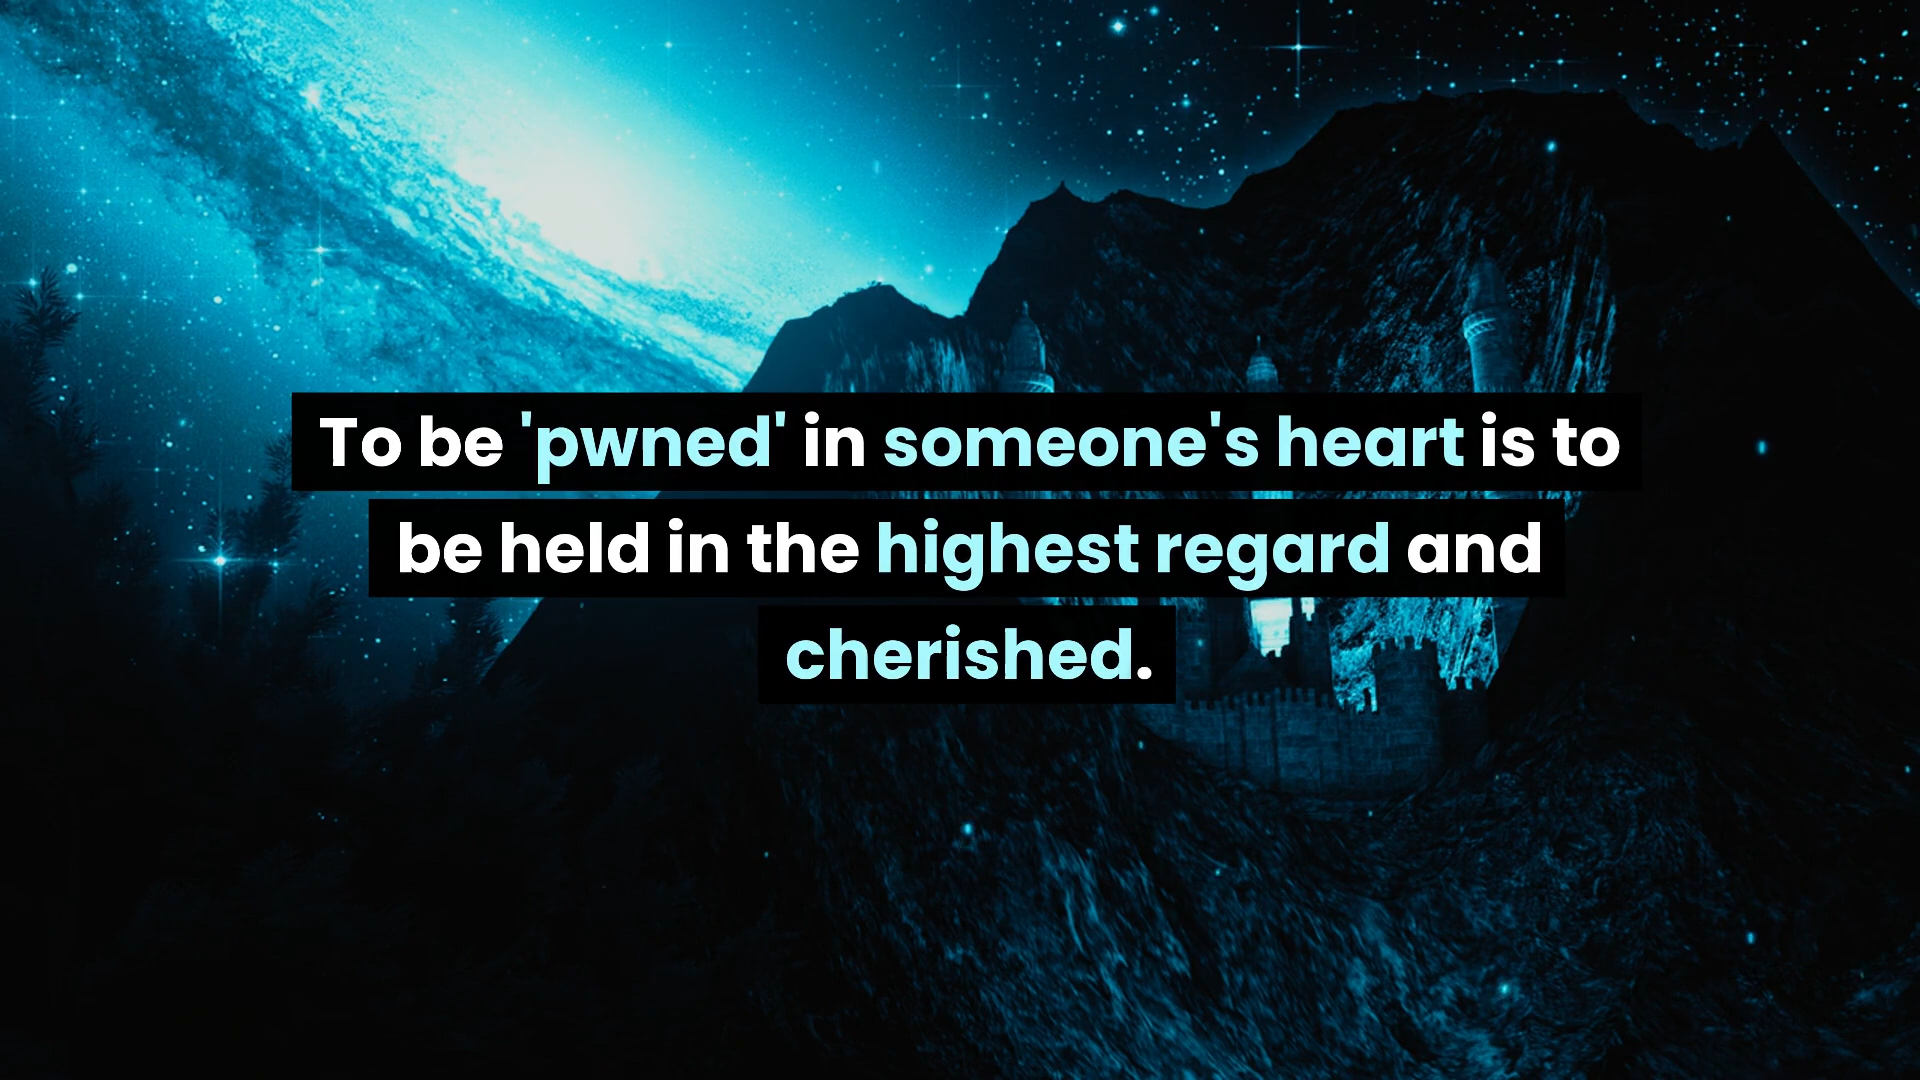 To be 'pwned' in someone's heart is to
be held in the highest regard and
cherished.